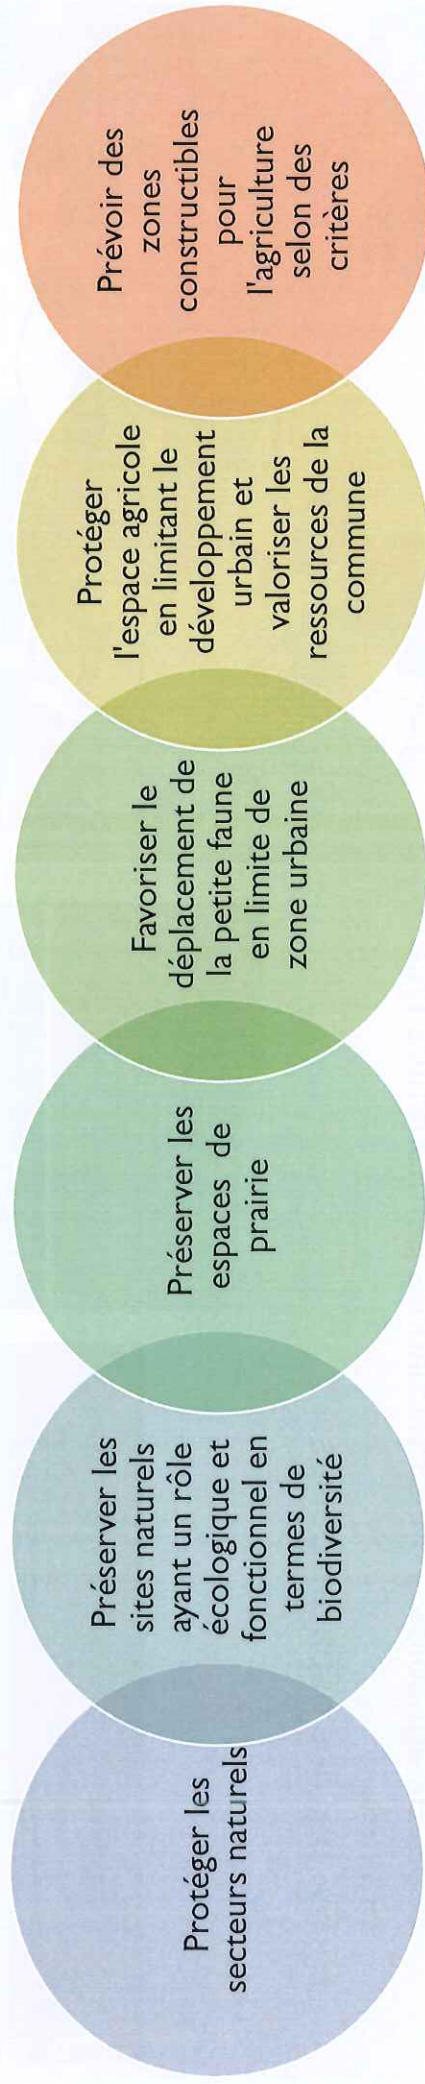 Protéger les
secteurs naturels
Préserver les
sites naturels
ayant un rôle
écologique et
fonctionnel en
termes de
biodiversité
Préserver les
espaces de
prairie
Favoriser le
déplacement de
la petite faune
en limite de
zone urbaine
Protéger
l'espace agricole
en limitant le
développement
urbain et
valoriser les
ressources de la
commune
Prévoir des
zones
constructibles
pour
l'agriculture
selon des
critères